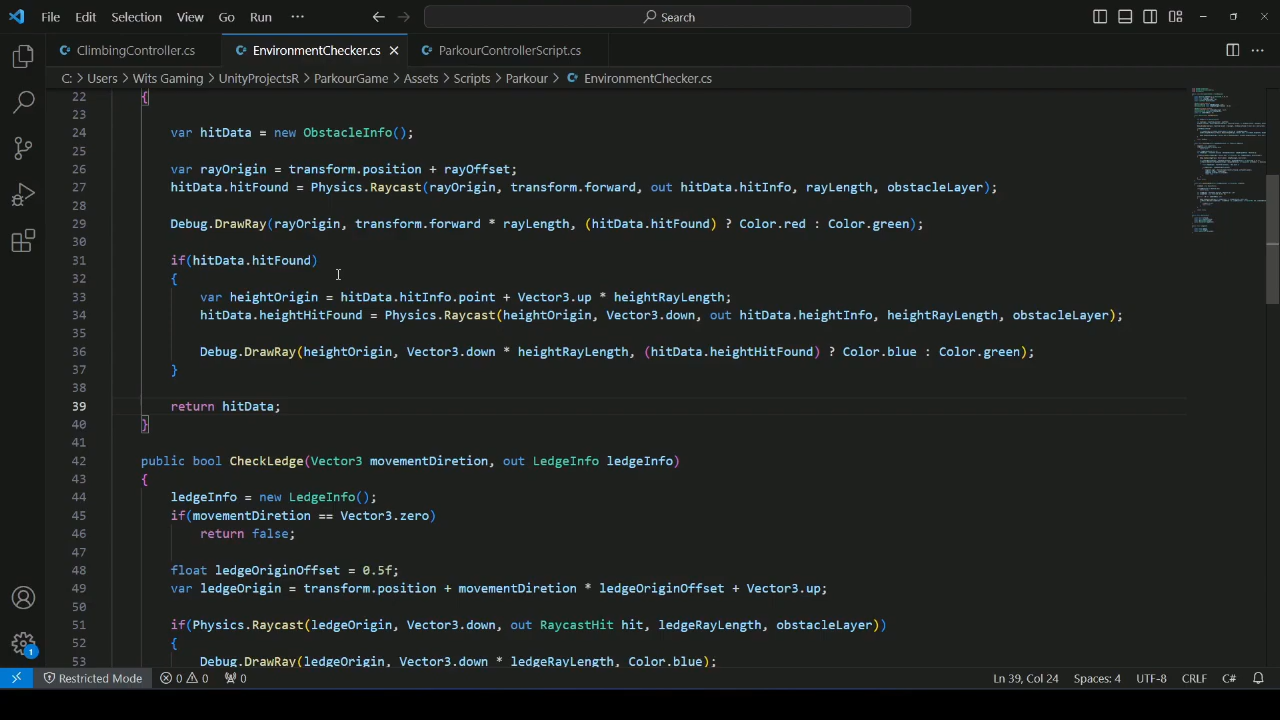 File Edit Selection View Go Run ··· Search
ClimbingController.cs EnvironmentChecker.cs ParkourControllerScript.cs
C: > Users > Wits Gaming > UnityProjectsR > ParkourGame > Assets > Scripts > Parkour > EnvironmentChecker.cs
22 {
23
24 var hitData = new ObstacleInfo();
25
26 var rayOrigin = transform.position + rayOffset;
27 hitData.hitFound = Physics.Raycast(rayOrigin, transform.forward, out hitData.hitInfo, rayLength, obstacleLayer);
28
29 Debug.DrawRay(rayOrigin, transform.forward * rayLength, (hitData.hitFound) ? Color.red : Color.green);
30
31 if(hitData.hitFound)
32 {
33 var heightOrigin = hitData.hitInfo.point + Vector3.up * heightRayLength;
34 hitData.heightHitFound = Physics.Raycast(heightOrigin, Vector3.down, out hitData.heightInfo, heightRayLength, obstacleLayer);
35
36 Debug.DrawRay(heightOrigin, Vector3.down * heightRayLength, (hitData.heightHitFound) ? Color.blue : Color.green);
37 }
38
39 return hitData;
40 }
41
42 public bool CheckLedge(Vector3 movementDiretion, out LedgeInfo ledgeInfo)
43 {
44 ledgeInfo = new LedgeInfo();
45 if(movementDiretion == Vector3.zero)
46 return false;
47
48 float ledgeOriginOffset = 0.5f;
49 var ledgeOrigin = transform.position + movementDiretion * ledgeOriginOffset + Vector3.up;
50
51 if(Physics.Raycast(ledgeOrigin, Vector3.down, out RaycastHit hit, ledgeRayLength, obstacleLayer))
52 {
53 Debug.DrawRay(ledgeOrigin, Vector3.down * ledgeRayLength, Color.blue);
1
Restricted Mode 0 0 0 Ln 39, Col 24 Spaces: 4 UTF-8 CRLF C#